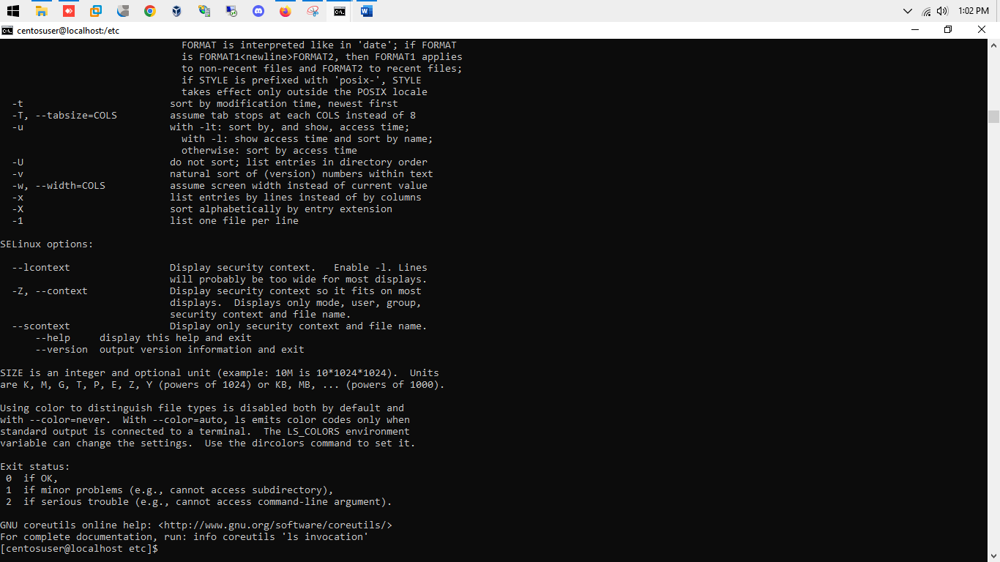 1:02 PM
centosuser@localhost:/etc
FORMAT is interpreted like in 'date'; if FORMAT
is FORMAT1<newline>FORMAT2, then FORMAT1 applies
to non-recent files and FORMAT2 to recent files;
if STYLE is prefixed with 'posix-', STYLE
takes effect only outside the POSIX locale
-t sort by modification time, newest first
-T, --tabsize=COLS assume tab stops at each COLS instead of 8
-u with -lt: sort by, and show, access time;
with -l: show access time and sort by name;
otherwise: sort by access time
-U do not sort; list entries in directory order
-v natural sort of (version) numbers within text
-w, --width=COLS assume screen width instead of current value
-x list entries by lines instead of by columns
-X sort alphabetically by entry extension
-1 list one file per line
SELinux options:
--lcontext Display security context. Enable -l. Lines
will probably be too wide for most displays.
-Z, --context Display security context so it fits on most
displays. Displays only mode, user, group,
security context and file name.
--scontext Display only security context and file name.
--help display this help and exit
--version output version information and exit
SIZE is an integer and optional unit (example: 10M is 10*1024*1024). Units
are K, M, G, T, P, E, Z, Y (powers of 1024) or KB, MB, ... (powers of 1000).
Using color to distinguish file types is disabled both by default and
with --color=never. With --color=auto, ls emits color codes only when
standard output is connected to a terminal. The LS_COLORS environment
variable can change the settings. Use the dircolors command to set it.
Exit status:
0 if OK,
1 if minor problems (e.g., cannot access subdirectory),
2 if serious trouble (e.g., cannot access command-line argument).
GNU coreutils online help: <http://www.gnu.org/software/coreutils/>
For complete documentation, run: info coreutils 'ls invocation'
[centosuser@localhost etc]$